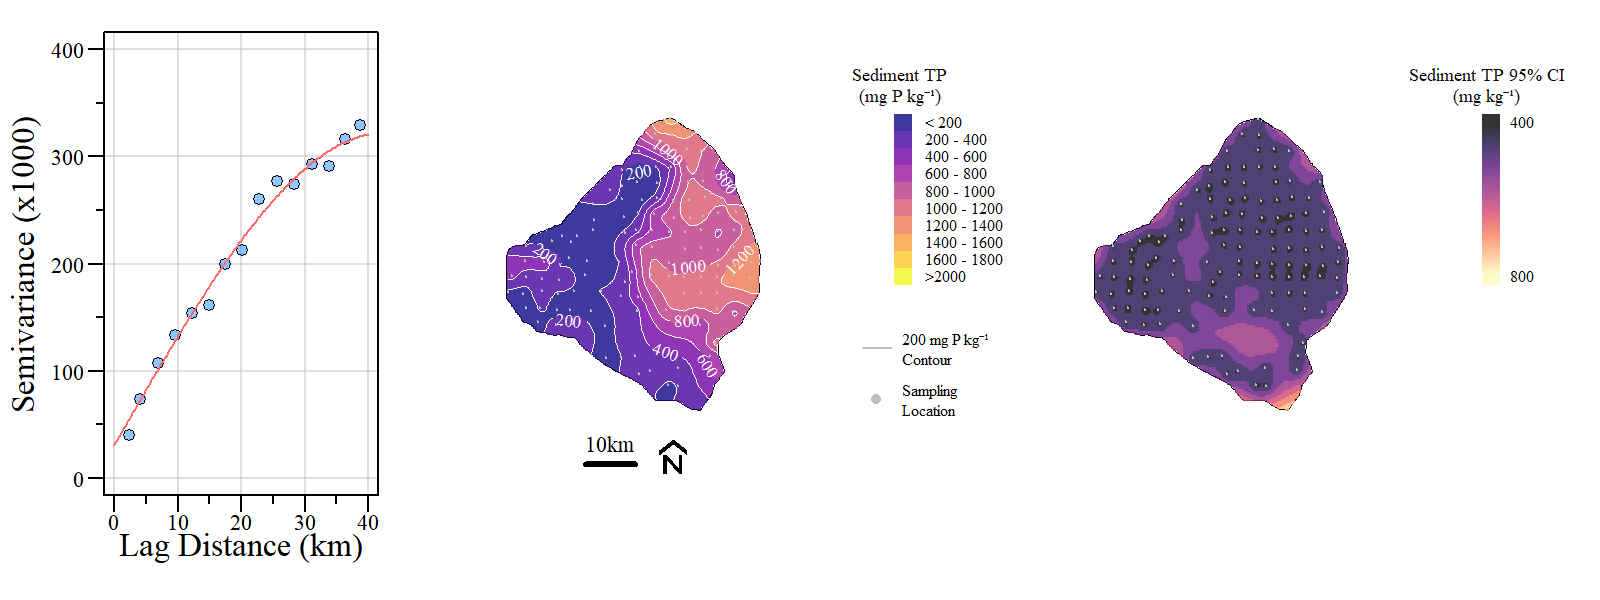 400
300
200
100
0
Semivariance (x1000)
0 10 20 30 40
Lag Distance (km)
1000
200
800
200
1000
1200
200
800
400
600
10km
N
Sediment TP
(mg P kg⁻¹)
< 200
200 - 400
400 - 600
600 - 800
800 - 1000
1000 - 1200
1200 - 1400
1400 - 1600
1600 - 1800
>2000
200 mg P kg⁻¹
Contour
Sampling
Location
Sediment TP 95% CI
(mg kg⁻¹)
400
800